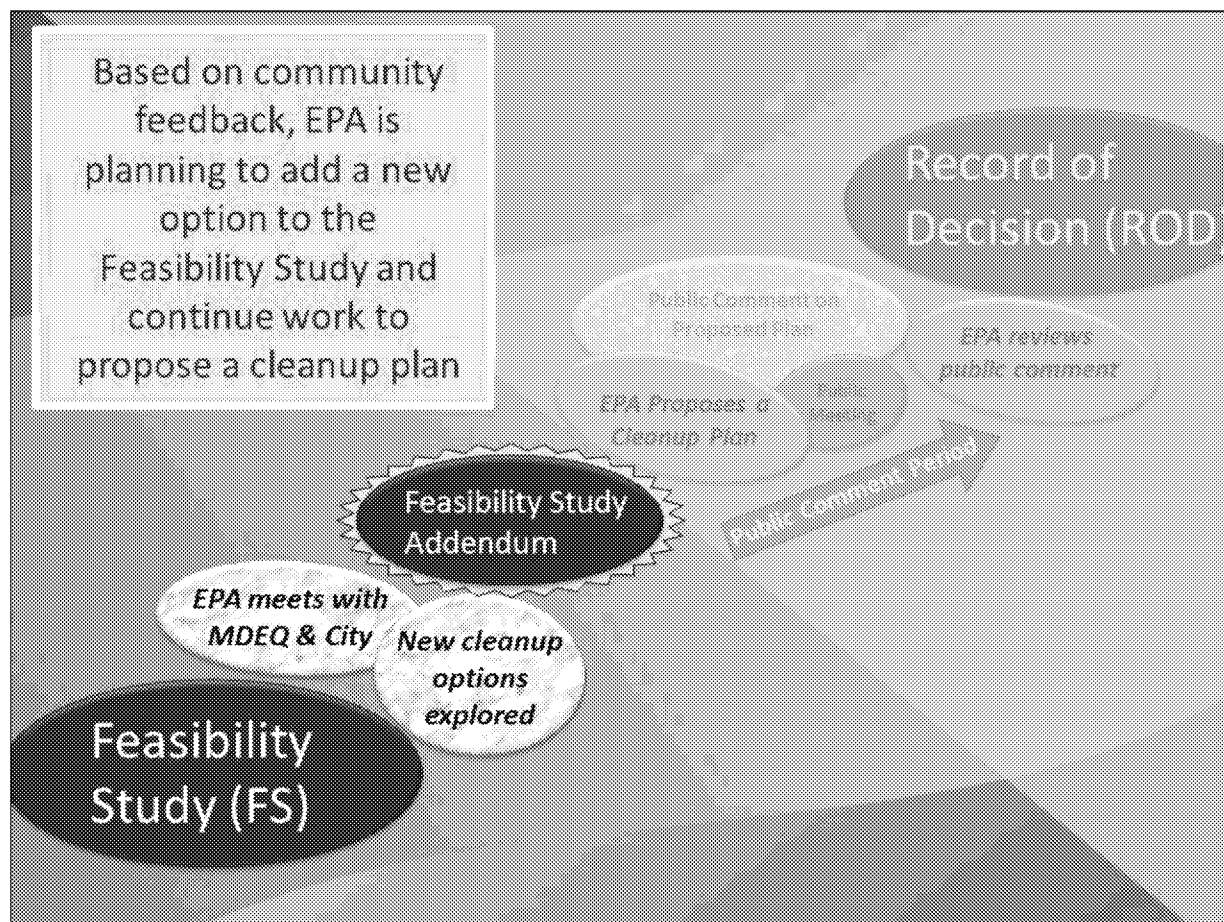 Based on community
feedback, EPA is
planning to add a new
option to the
Feasibility Study and
continue work to
propose a cleanup plan
Record of
Decision (ROD)
Public Comment on
Proposed Plan
EPA reviews
public comment
EPA Proposes a
Cleanup Plan
Public
Meeting
Public Comment Period
Feasibility Study
Addendum
EPA meets with
MDEQ & City
New cleanup
options
explored
Feasibility
Study (FS)